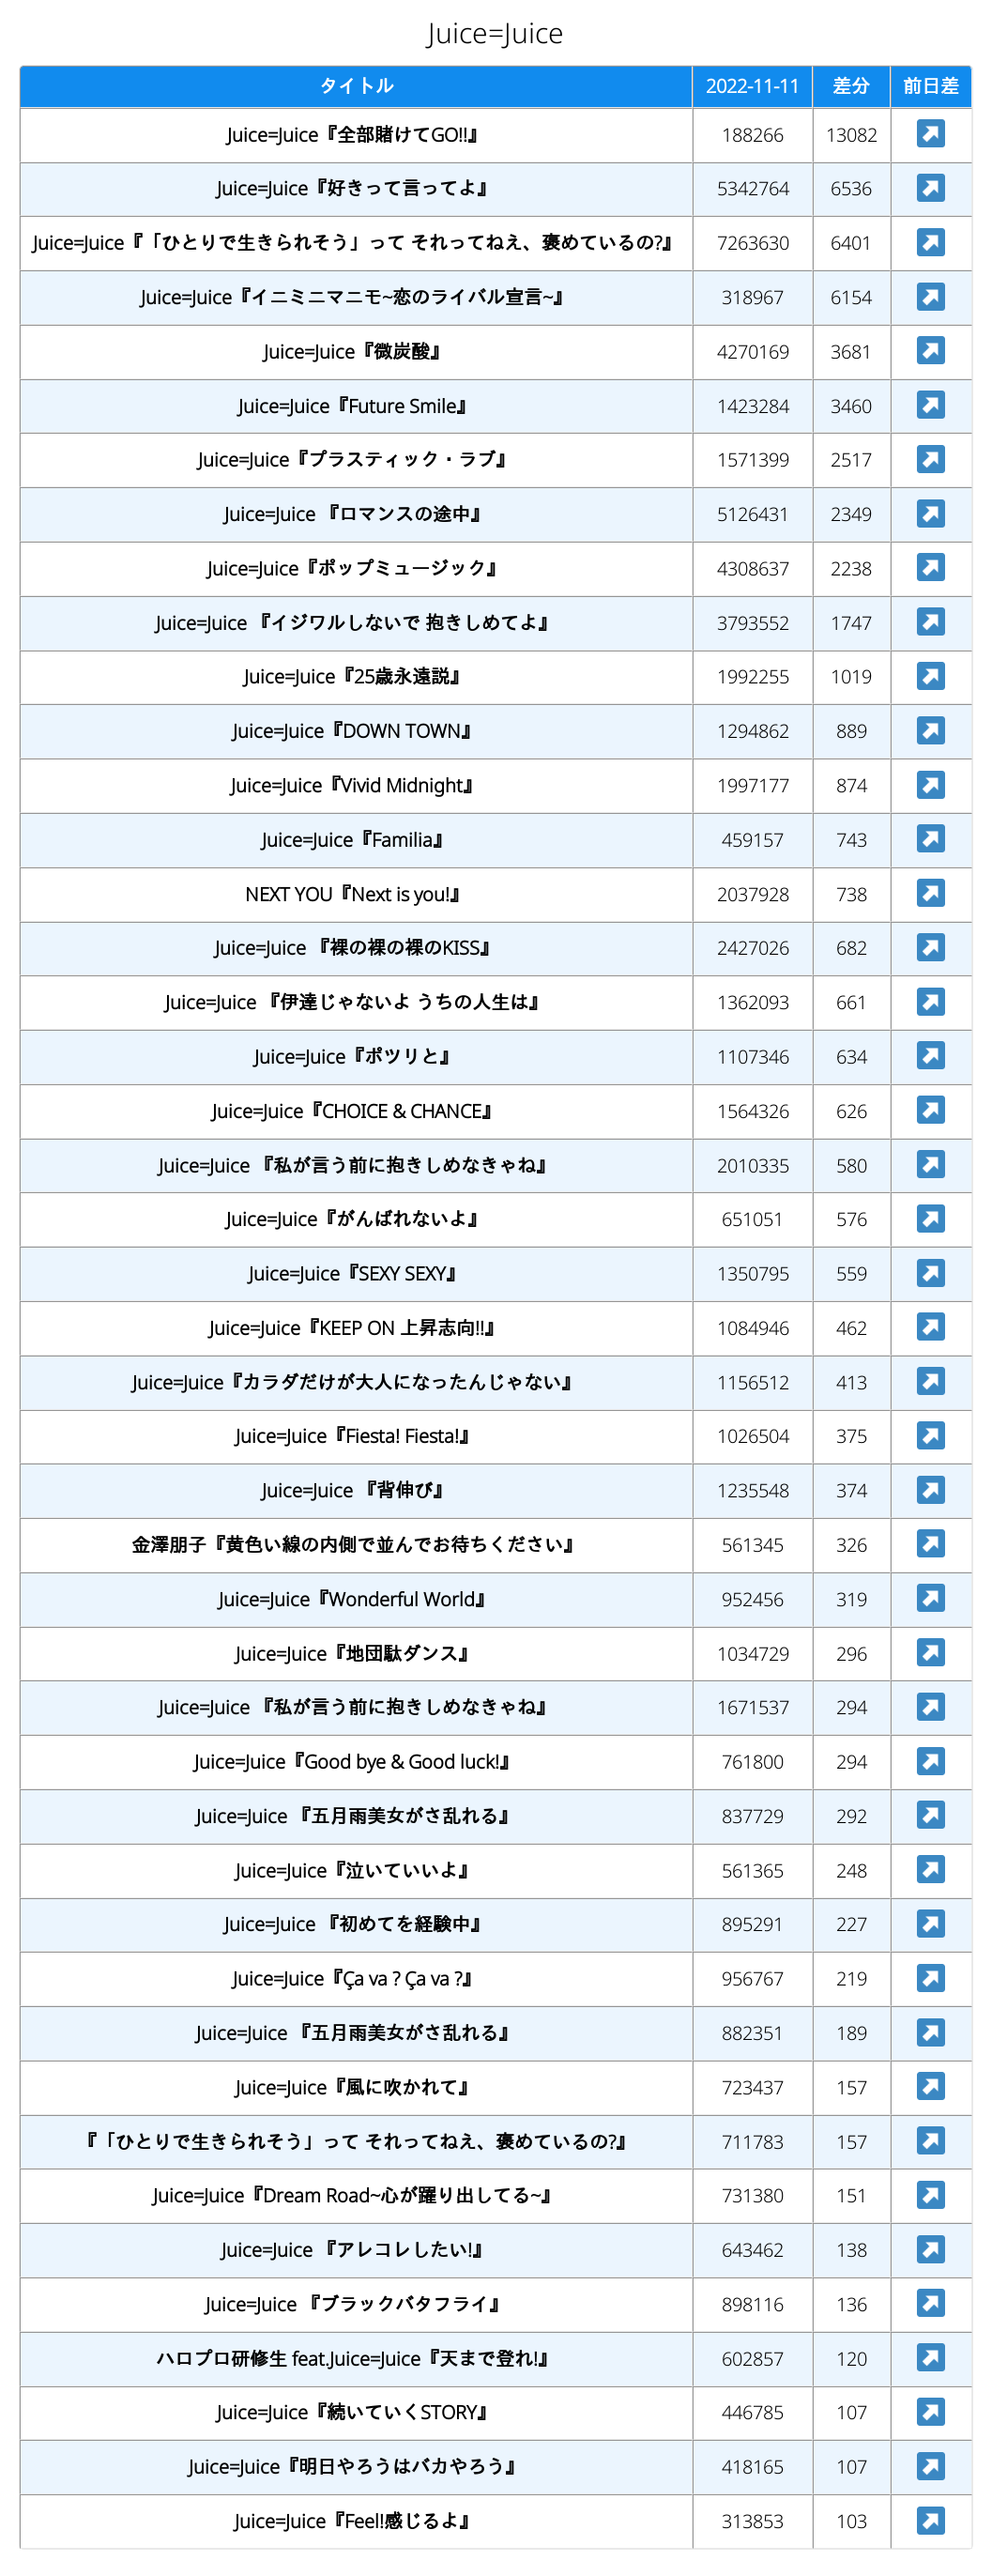 Juice=Juice
タイトル 2022-11-11 差分 前日差
Juice=Juice『全部賭けてGO!!』 188266 13082
Juice=Juice『好きって言ってよ』 5342764 6536
Juice=Juice『「ひとりで生きられそう」って それってねえ、褒めているの?』 7263630 6401
Juice=Juice『イニミニマニモ~恋のライバル宣言~』 318967 6154
Juice=Juice『微炭酸』 4270169 3681
Juice=Juice『Future Smile』 1423284 3460
Juice=Juice『プラスティック・ラブ』 1571399 2517
Juice=Juice 『ロマンスの途中』 5126431 2349
Juice=Juice『ポップミュージック』 4308637 2238
Juice=Juice 『イジワルしないで 抱きしめてよ』 3793552 1747
Juice=Juice『25歳永遠説』 1992255 1019
Juice=Juice『DOWN TOWN』 1294862 889
Juice=Juice『Vivid Midnight』 1997177 874
Juice=Juice『Familia』 459157 743
NEXT YOU『Next is you!』 2037928 738
Juice=Juice 『裸の裸の裸のKISS』 2427026 682
Juice=Juice 『伊達じゃないよ うちの人生は』 1362093 661
Juice=Juice『ポツリと』 1107346 634
Juice=Juice『CHOICE & CHANCE』 1564326 626
Juice=Juice 『私が言う前に抱きしめなきゃね』 2010335 580
Juice=Juice『がんばれないよ』 651051 576
Juice=Juice『SEXY SEXY』 1350795 559
Juice=Juice『KEEP ON 上昇志向!!』 1084946 462
Juice=Juice『カラダだけが大人になったんじゃない』 1156512 413
Juice=Juice『Fiesta! Fiesta!』 1026504 375
Juice=Juice 『背伸び』 1235548 374
金澤朋子『黄色い線の内側で並んでお待ちください』 561345 326
Juice=Juice『Wonderful World』 952456 319
Juice=Juice『地団駄ダンス』 1034729 296
Juice=Juice 『私が言う前に抱きしめなきゃね』 1671537 294
Juice=Juice『Good bye & Good luck!』 761800 294
Juice=Juice 『五月雨美女がさ乱れる』 837729 292
Juice=Juice『泣いていいよ』 561365 248
Juice=Juice 『初めてを経験中』 895291 227
Juice=Juice『Ça va ? Ça va ?』 956767 219
Juice=Juice 『五月雨美女がさ乱れる』 882351 189
Juice=Juice『風に吹かれて』 723437 157
『「ひとりで生きられそう」って それってねえ、褒めているの?』 711783 157
Juice=Juice『Dream Road~心が躍り出してる~』 731380 151
Juice=Juice 『アレコレしたい!』 643462 138
Juice=Juice 『ブラックバタフライ』 898116 136
ハロプロ研修生 feat.Juice=Juice『天まで登れ!』 602857 120
Juice=Juice『続いていくSTORY』 446785 107
Juice=Juice『明日やろうはバカやろう』 418165 107
Juice=Juice『Feel!感じるよ』 313853 103